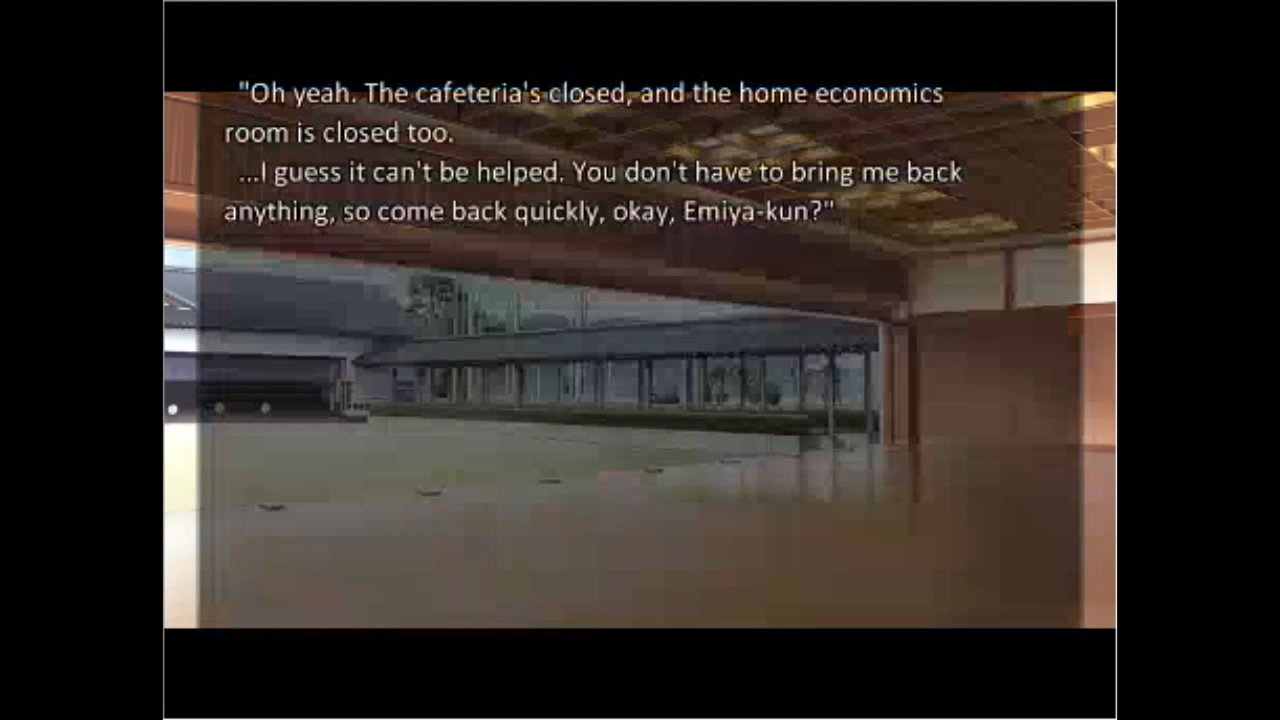 "Oh yeah. The cafeteria's closed, and the home economics
room is closed too.
...I guess it can't be helped. You don't have to bring me back
anything, so come back quickly, okay, Emiya-kun?"